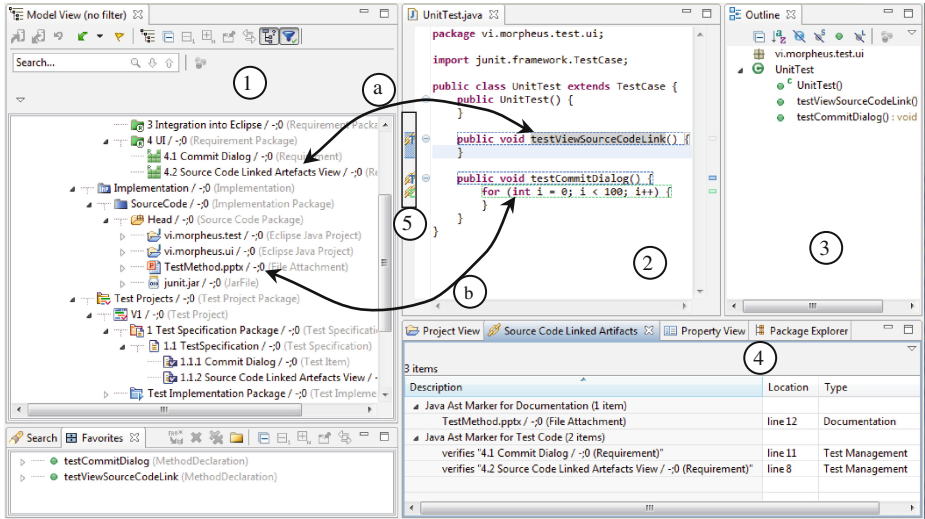 Model View (no filter)
Search...
1
3 Integration into Eclipse / -;0 (Requirement Packa
4 UI / -;0 (Requirement Package)
4.1 Commit Dialog / -;0 (Requirement)
4.2 Source Code Linked Artefacts View / -;0 (Re
Implementation / -;0 (Implementation)
SourceCode / -;0 (Implementation)
Head / -;0 (Source Code Package)
vi.morpheus.test / -;0 (Eclipse Java Project)
vi.morpheus.ui / -;0 (Eclipse Java Project)
TestMethod.pptx / -;0 (File Attachment)
junit.jar / -;0 (JarFile)
Test Projects / -;0 (Test Project Package)
V1 / -;0 (Test Project)
1 Test Specification Package / -;0 (Test Specificati
1.1 TestSpecification / -;0 (Test Specification)
1.1.1 Commit Dialog / -;0 (Test Item)
1.1.2 Source Code Linked Artefacts View / -
Test Implementation Package / -;0 (Test Impleme
Search
Favorites
testCommitDialog (MethodDeclaration)
testViewSourceCodeLink (MethodDeclaration)
UnitTest.java
package vi.morpheus.test.ui;
import junit.framework.TestCase;
public class UnitTest extends TestCase {
public UnitTest() {
}
a
public void testViewSourceCodeLink() {
}
public void testCommitDialog() {
for (int i = 0; i < 100; i++) {
}
}
}
5
b
2
Outline
vi.morpheus.test.ui
UnitTest
UnitTest()
testViewSourceCodeLink()
testCommitDialog() : void
3
Project View
Source Code Linked Artifacts
Property View
Package Explorer
4
3 items
Description Location Type
Java Ast Marker for Documentation (1 item)
TestMethod.pptx / -;0 (File Attachment) line 12 Documentation
Java Ast Marker for Test Code (2 items)
verifies "4.1 Commit Dialog / -;0 (Requirement)" line 11 Test Management
verifies "4.2 Source Code Linked Artefacts View / -;0 (Requirement)" line 8 Test Management